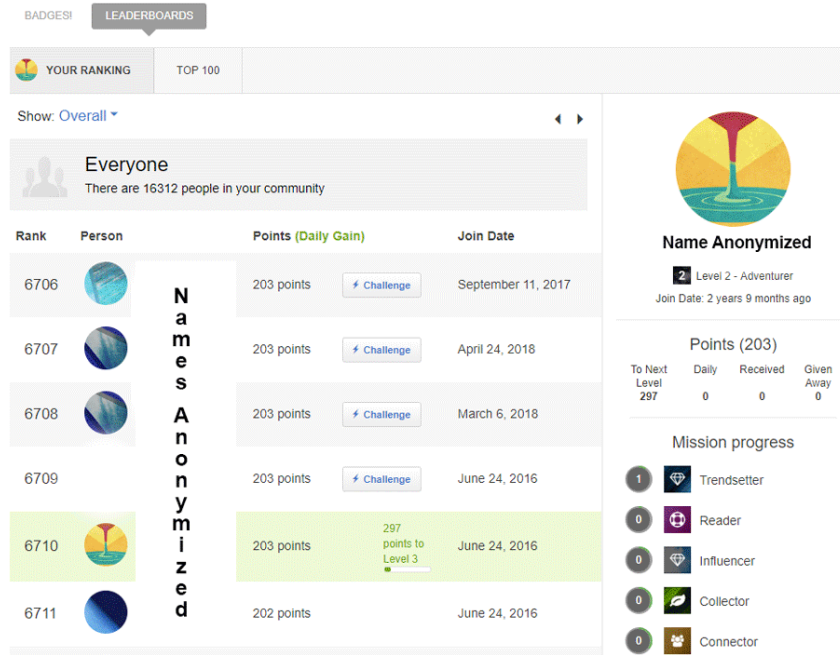 BADGES! LEADERBOARDS
YOUR RANKING TOP 100
Show: Overall
Everyone
There are 16312 people in your community
Rank Person Points (Daily Gain) Join Date
6706 203 points Challenge September 11, 2017
6707 203 points Challenge April 24, 2018
6708 203 points Challenge March 6, 2018
6709 203 points Challenge June 24, 2016
6710 203 points 297 June 24, 2016
points to
Level 3
6711 202 points June 24, 2016
Names Anonymized
Name Anonymized
2 Level 2 - Adventurer
Join Date: 2 years 9 months ago
Points (203)
To Next Daily Received Given
Level Away
297 0 0 0
Mission progress
1 Trendsetter
0 Reader
0 Influencer
0 Collector
0 Connector